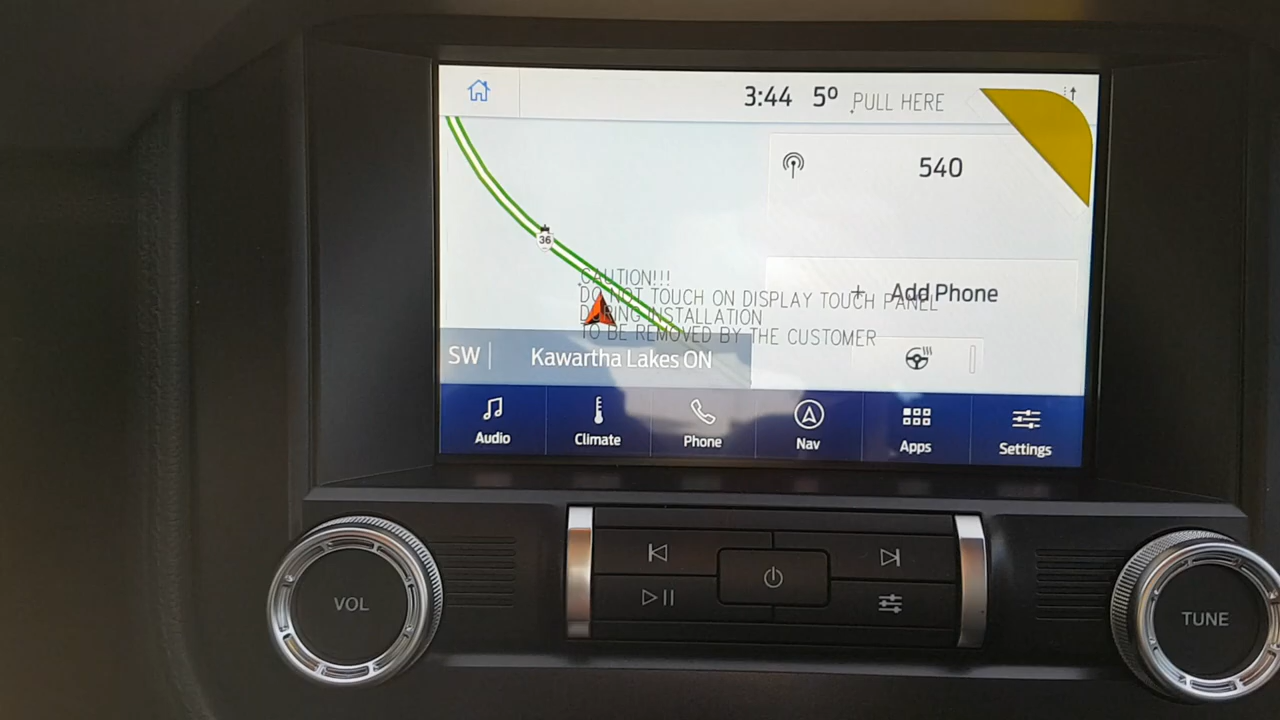 3:44 5º PULL HERE
540
36
CAUTION!!!
+ Add Phone
DO NOT TOUCH ON DISPLAY TOUCH PANEL
DURING INSTALLATION
TO BE REMOVED BY THE CUSTOMER
SW Kawartha Lakes ON
Audio Climate Phone Nav Apps Settings
VOL
TUNE